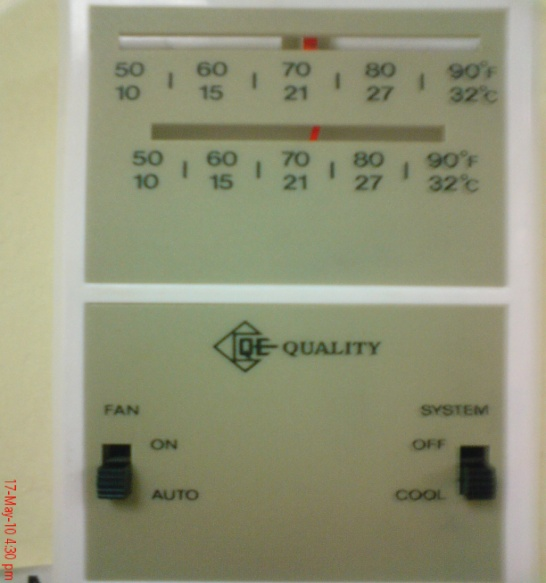 50 | 60 | 70 | 80 | 90°F
10 15 21 27 32°C
50 | 60 | 70 | 80 | 90°F
10 15 21 27 32°C
QE QUALITY
FAN SYSTEM
ON OFF
AUTO COOL
17-May-10 4:30 pm